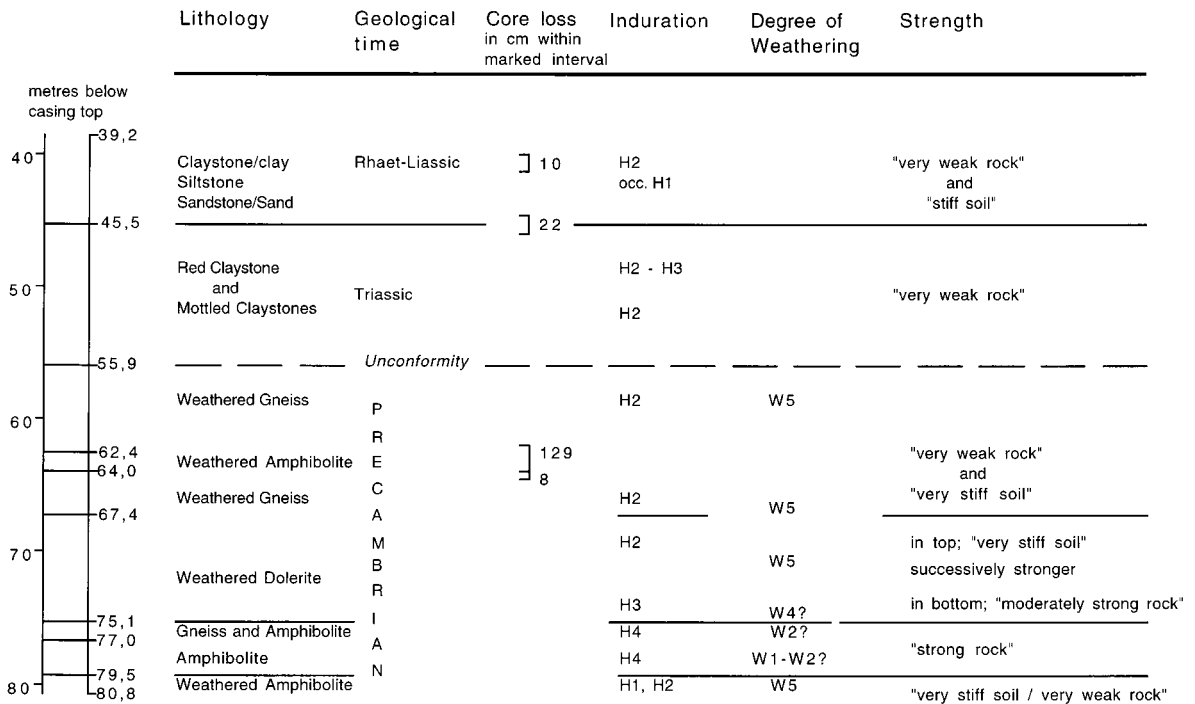 Lithology Geological time Core loss in cm within marked interval Induration Degree of Weathering Strength
metres below
casing top
39,2
40 Claystone/clay Rhaet-Liassic 10 H2 "very weak rock"
Siltstone occ. H1 and
Sandstone/Sand "stiff soil"
45,5 22
Red Claystone H2 - H3
and
50 Mottled Claystones Triassic H2 "very weak rock"
55,9 Unconformity
Weathered Gneiss H2 W5
60 P
R
62,4 129 "very weak rock"
Weathered Amphibolite E and
64,0 8
Weathered Gneiss C H2 W5 "very stiff soil"
67,4 A
70 M H2 W5 in top; "very stiff soil"
B successively stronger
Weathered Dolerite R
H3 W4? in bottom; "moderately strong rock"
75,1 I
Gneiss and Amphibolite H4 W2?
77,0 A "strong rock"
Amphibolite N H4 W1-W2?
79,5
80 Weathered Amphibolite H1, H2 W5 "very stiff soil / very weak rock"
80,8